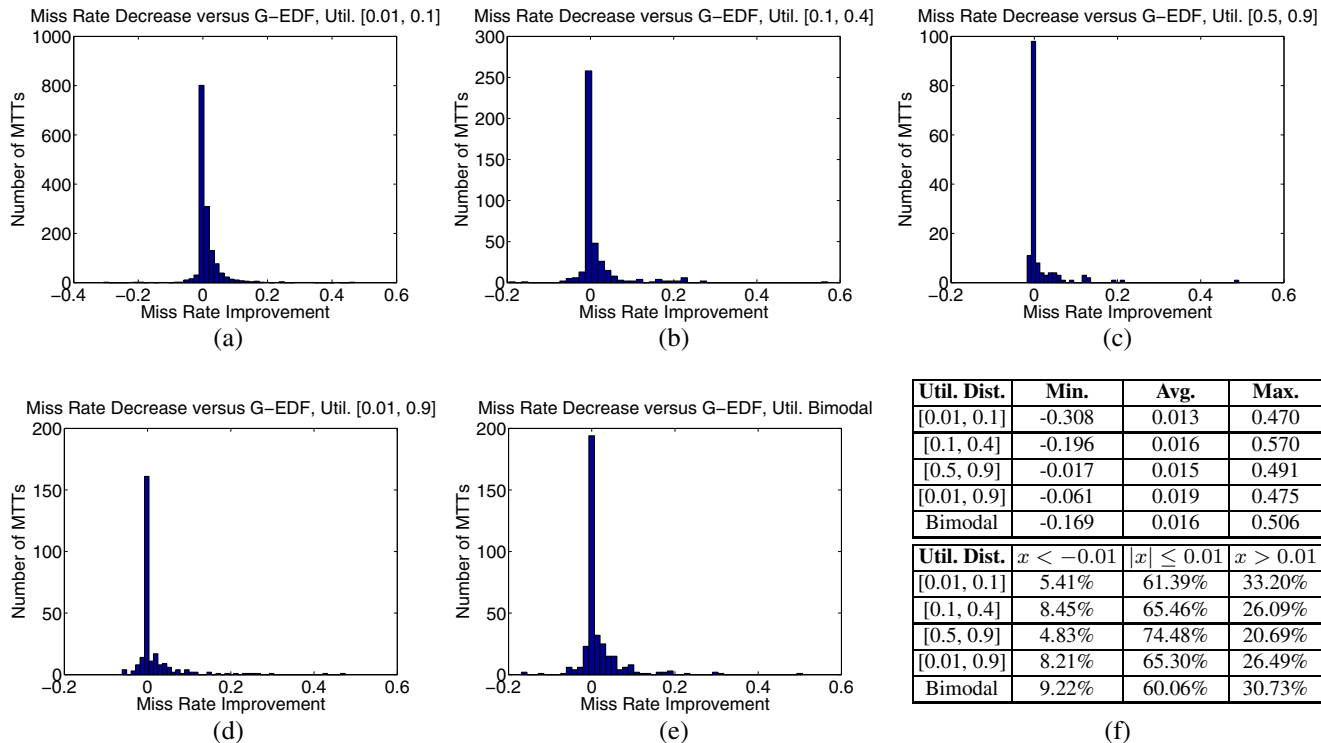 Miss Rate Decrease versus G−EDF, Util. [0.01, 0.1]
1000
800
600
400
200
0
Number of MTTs
−0.4 −0.2 0 0.2 0.4 0.6
Miss Rate Improvement
(a)
Miss Rate Decrease versus G−EDF, Util. [0.1, 0.4]
300
250
200
150
100
50
0
Number of MTTs
−0.2 0 0.2 0.4 0.6
Miss Rate Improvement
(b)
Miss Rate Decrease versus G−EDF, Util. [0.5, 0.9]
100
80
60
40
20
0
Number of MTTs
−0.2 0 0.2 0.4 0.6
Miss Rate Improvement
(c)
Miss Rate Decrease versus G−EDF, Util. [0.01, 0.9]
200
150
100
50
0
Number of MTTs
−0.2 0 0.2 0.4 0.6
Miss Rate Improvement
(d)
Miss Rate Decrease versus G−EDF, Util. Bimodal
200
150
100
50
0
Number of MTTs
−0.2 0 0.2 0.4 0.6
Miss Rate Improvement
(e)
Util. Dist. Min. Avg. Max.
[0.01, 0.1] -0.308 0.013 0.470
[0.1, 0.4] -0.196 0.016 0.570
[0.5, 0.9] -0.017 0.015 0.491
[0.01, 0.9] -0.061 0.019 0.475
Bimodal -0.169 0.016 0.506
Util. Dist. x < −0.01 |x| ≤ 0.01 x > 0.01
[0.01, 0.1] 5.41% 61.39% 33.20%
[0.1, 0.4] 8.45% 65.46% 26.09%
[0.5, 0.9] 4.83% 74.48% 20.69%
[0.01, 0.9] 8.21% 65.30% 26.49%
Bimodal 9.22% 60.06% 30.73%
(f)